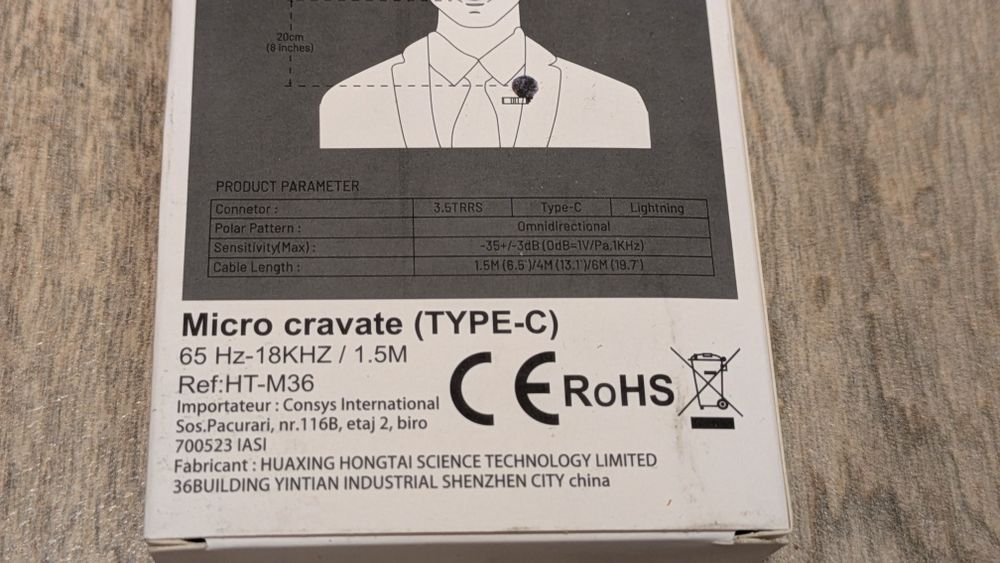 20cm
(8 inches)
PRODUCT PARAMETER
Connetor : 3.5TRRS Type-C Lightning
Polar Pattern : Omnidirectional
Sensitivity(Max) : -35+/-3dB (0dB=1V/Pa,1KHz)
Cable Length : 1.5M (6.5')/4M (13.1')/6M (19.7')
Micro cravate (TYPE-C)
65 Hz-18KHZ / 1.5M
Ref:HT-M36
CE RoHS
Importateur : Consys International
Sos.Pacurari, nr.116B, etaj 2, biro
700523 IASI
Fabricant : HUAXING HONGTAI SCIENCE TECHNOLOGY LIMITED
36BUILDING YINTIAN INDUSTRIAL SHENZHEN CITY china